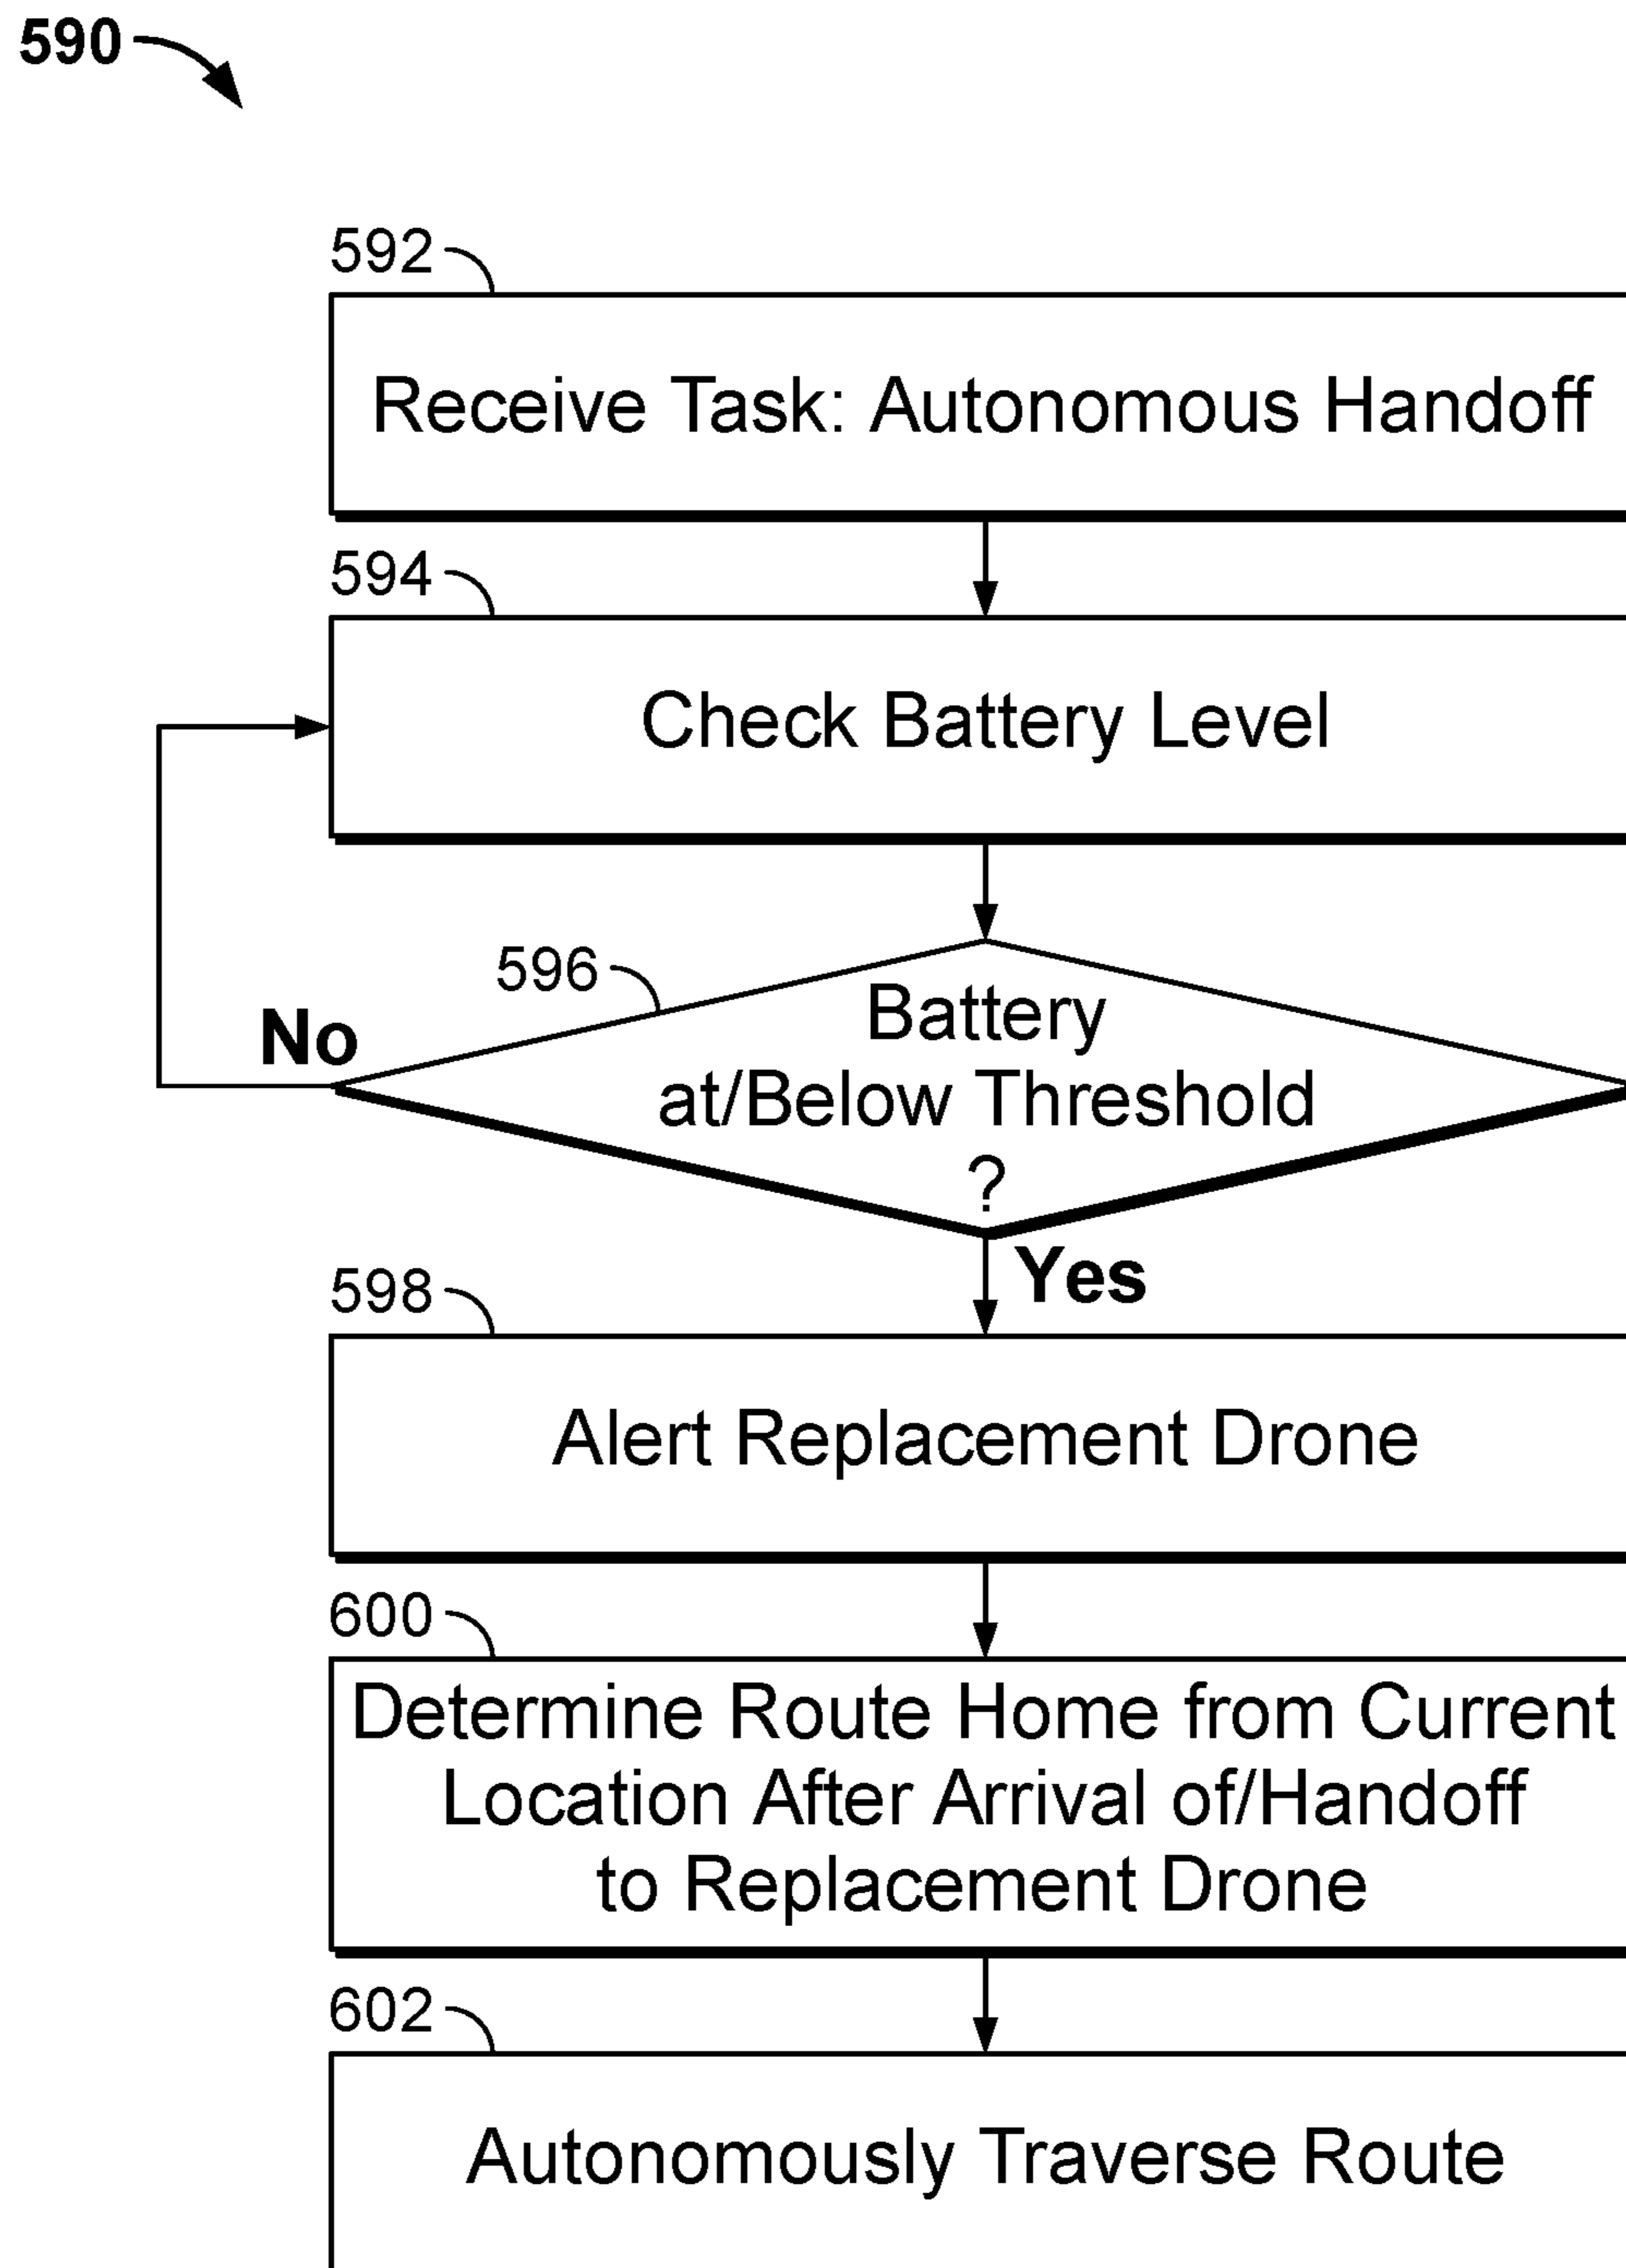 590
592
Receive Task: Autonomous Handoff
594
Check Battery Level
596
No
Battery
at/Below Threshold
?
Yes
598
Alert Replacement Drone
600
Determine Route Home from Current
Location After Arrival of/Handoff
to Replacement Drone
602
Autonomously Traverse Route